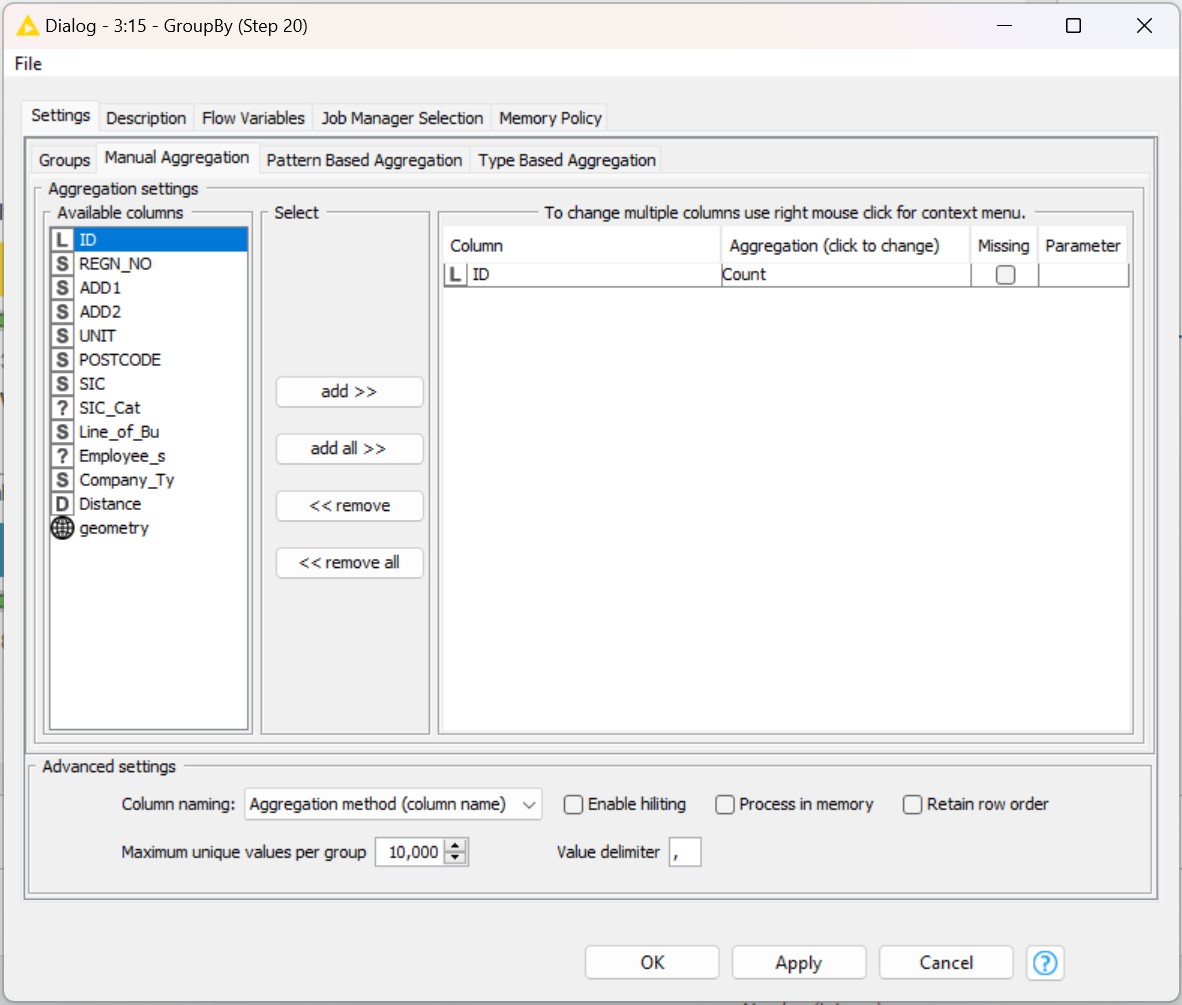 Dialog - 3:15 - GroupBy (Step 20)
File
Settings Description Flow Variables Job Manager Selection Memory Policy
Groups Manual Aggregation Pattern Based Aggregation Type Based Aggregation
Aggregation settings
Available columns
L ID
S REGN_NO
S ADD1
S ADD2
S UNIT
S POSTCODE
S SIC
? SIC_Cat
S Line_of_Bu
? Employee_s
S Company_Ty
D Distance
geometry
Select
add >>
add all >>
<< remove
<< remove all
To change multiple columns use right mouse click for context menu.
Column Aggregation (click to change) Missing Parameter
L ID Count
Advanced settings
Column naming: Aggregation method (column name) Enable hiliting Process in memory Retain row order
Maximum unique values per group 10,000 Value delimiter ,
OK Apply Cancel ?